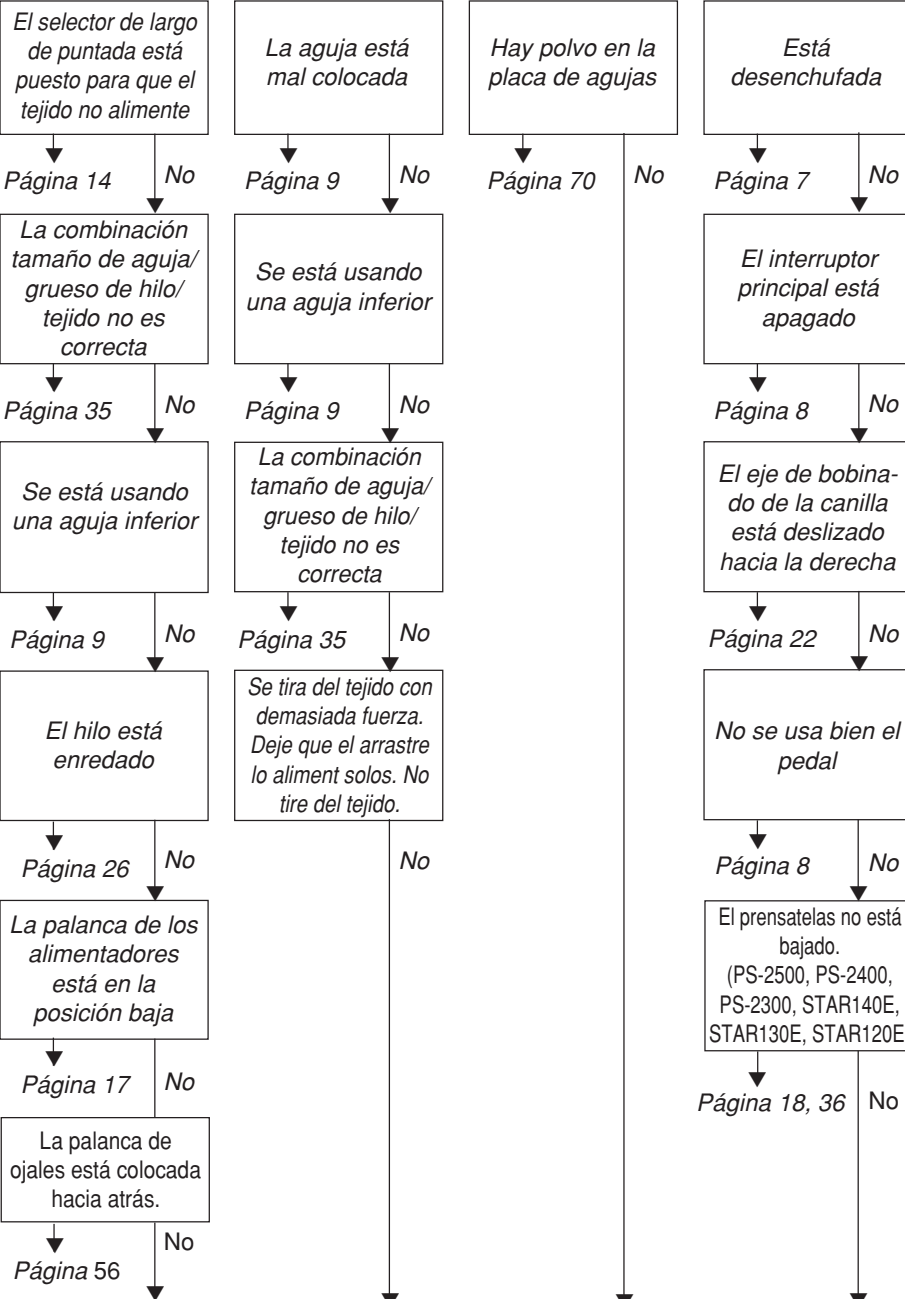 El selector de largo
de puntada está
puesto para que el
tejido no alimente
Página 14
No
La combinación
tamaño de aguja/
grueso de hilo/
tejido no es
correcta
Página 35
No
Se está usando
una aguja inferior
Página 9
No
El hilo está
enredado
Página 26
No
La palanca de los
alimentadores
está en la
posición baja
Página 17
No
La palanca de
ojales está colocada
hacia atrás.
Página 56
No
La aguja está
mal colocada
Página 9
No
Se está usando
una aguja inferior
Página 9
No
La combinación
tamaño de aguja/
grueso de hilo/
tejido no es
correcta
Página 35
No
Se tira del tejido con
demasiada fuerza.
Deje que el arrastre
lo aliment solos. No
tire del tejido.
No
Hay polvo en la
placa de agujas
Página 70
No
Está
desenchufada
Página 7
No
El interruptor
principal está
apagado
Página 8
No
El eje de bobina-
do de la canilla
está deslizado
hacia la derecha
Página 22
No
No se usa bien el
pedal
Página 8
No
El prensatelas no está
bajado.
(PS-2500, PS-2400,
PS-2300, STAR140E,
STAR130E, STAR120E
Página 18, 36
No